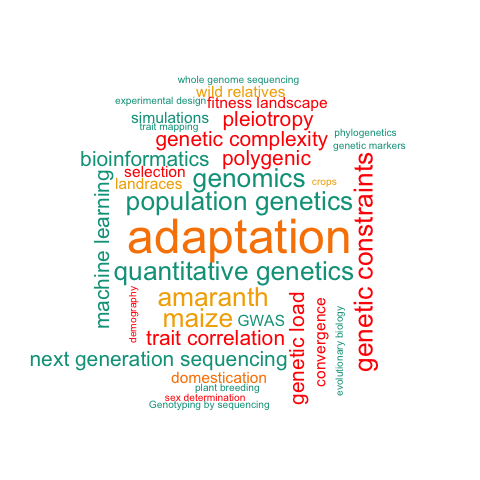 whole genome sequencing
wild relatives
experimental design
fitness landscape
simulations
pleiotropy
trait mapping
genetic complexity
phylogenetics
genetic markers
bioinformatics
polygenic
selection
genomics
landraces
crops
population genetics
machine learning
genetic constraints
adaptation
quantitative genetics
amaranth
demography
maize
GWAS
genetic load
convergence
evolutionary biology
trait correlation
next generation sequencing
domestication
plant breeding
sex determination
Genotyping by sequencing